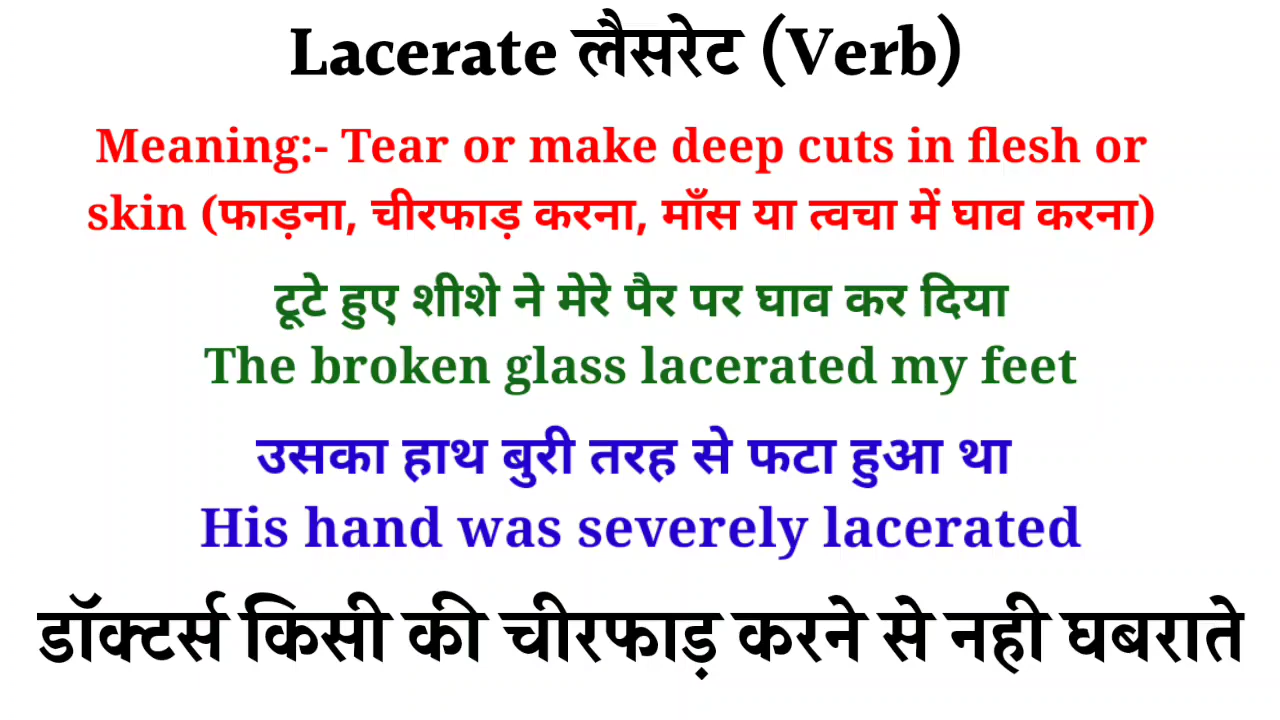 Lacerate लैसरेट (Verb)
Meaning:- Tear or make deep cuts in flesh or
skin (फाड़ना, चीरफाड़ करना, माँस या त्वचा में घाव करना)
टूटे हुए शीशे ने मेरे पैर पर घाव कर दिया
The broken glass lacerated my feet
उसका हाथ बुरी तरह से फटा हुआ था
His hand was severely lacerated
डॉक्टर्स किसी की चीरफाड़ करने से नही घबराते